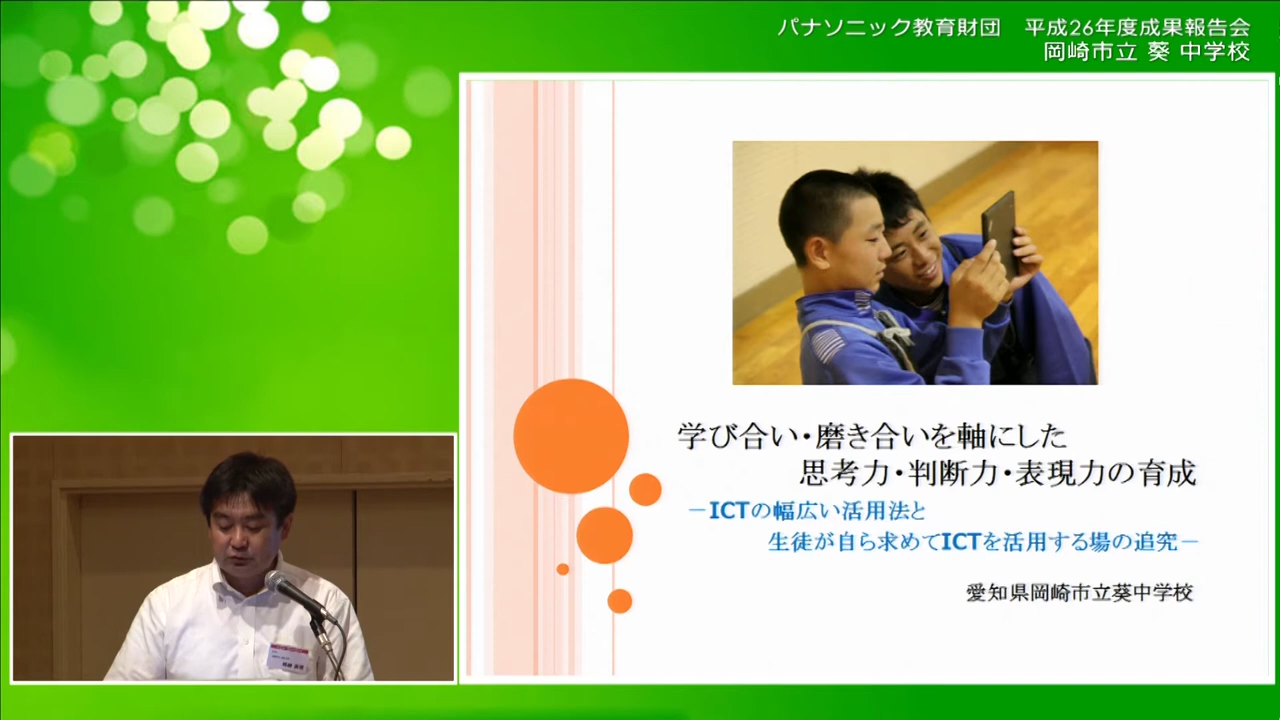 パナソニック教育財団　平成26年度成果報告会
岡崎市立 葵 中学校
学び合い・磨き合いを軸にした
思考力・判断力・表現力の育成
－ICTの幅広い活用法と
生徒が自ら求めてICTを活用する場の追究－
愛知県岡崎市立葵中学校